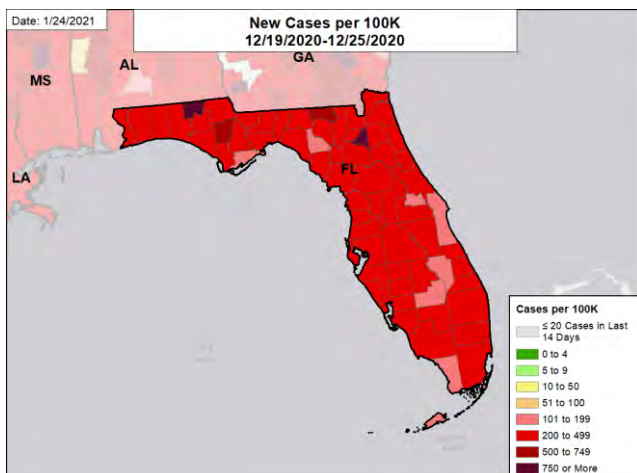 Date: 1/24/2021
New Cases per 100K
12/19/2020-12/25/2020
MS
AL
GA
LA
FL
Cases per 100K
≤ 20 Cases in Last
14 Days
0 to 4
5 to 9
10 to 50
51 to 100
101 to 199
200 to 499
500 to 749
750 or More